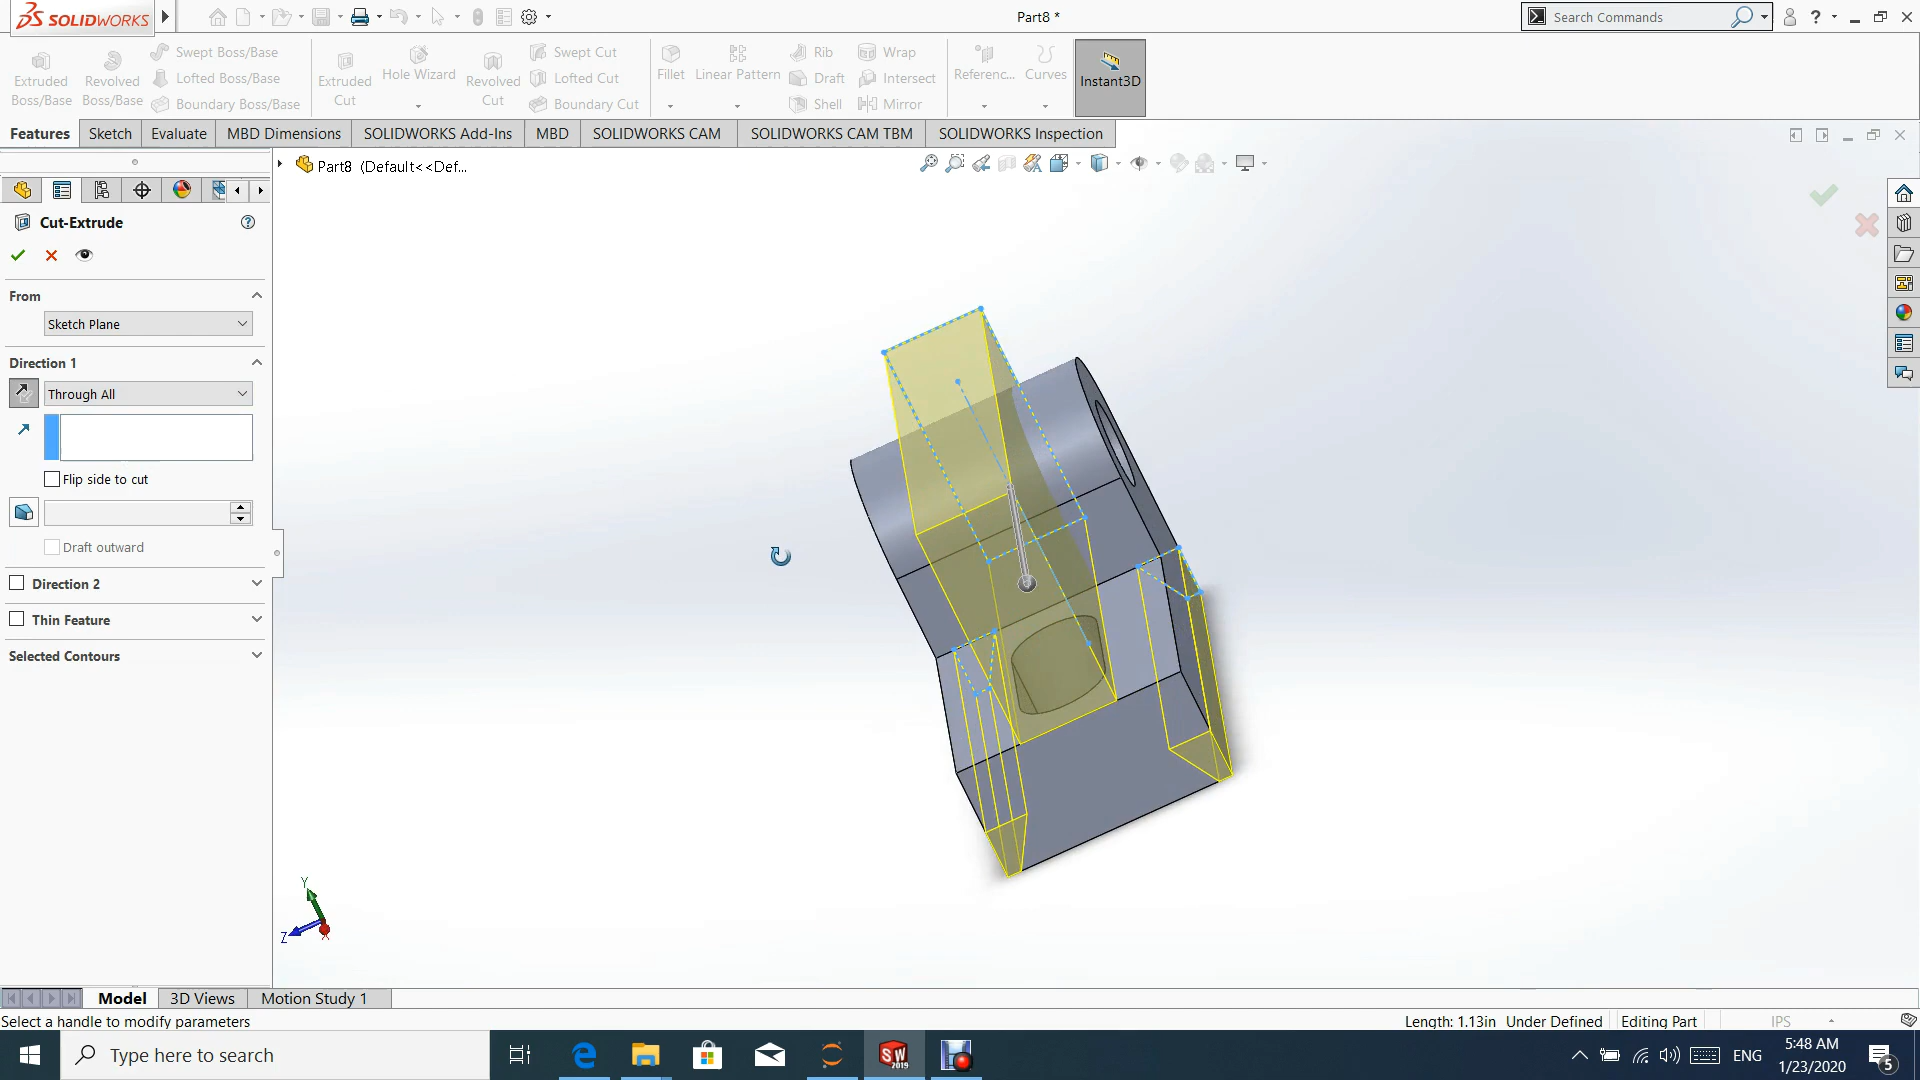 SOLIDWORKS
Part8 *
Search Commands
Extruded Boss/Base
Revolved Boss/Base
Swept Boss/Base
Lofted Boss/Base
Boundary Boss/Base
Extruded Cut
Hole Wizard
Revolved Cut
Swept Cut
Lofted Cut
Boundary Cut
Fillet
Linear Pattern
Rib
Draft
Shell
Wrap
Intersect
Mirror
Referenc...
Curves
Instant3D
Features
Sketch
Evaluate
MBD Dimensions
SOLIDWORKS Add-Ins
MBD
SOLIDWORKS CAM
SOLIDWORKS CAM TBM
SOLIDWORKS Inspection
Part8 (Default<<Def...
Cut-Extrude
From
Sketch Plane
Direction 1
Through All
Flip side to cut
Draft outward
Direction 2
Thin Feature
Selected Contours
Y
Z
X
Model
3D Views
Motion Study 1
Select a handle to modify parameters
Length: 1.13in
Under Defined
Editing Part
IPS
Type here to search
SW
2019
ENG
5:48 AM
1/23/2020
5